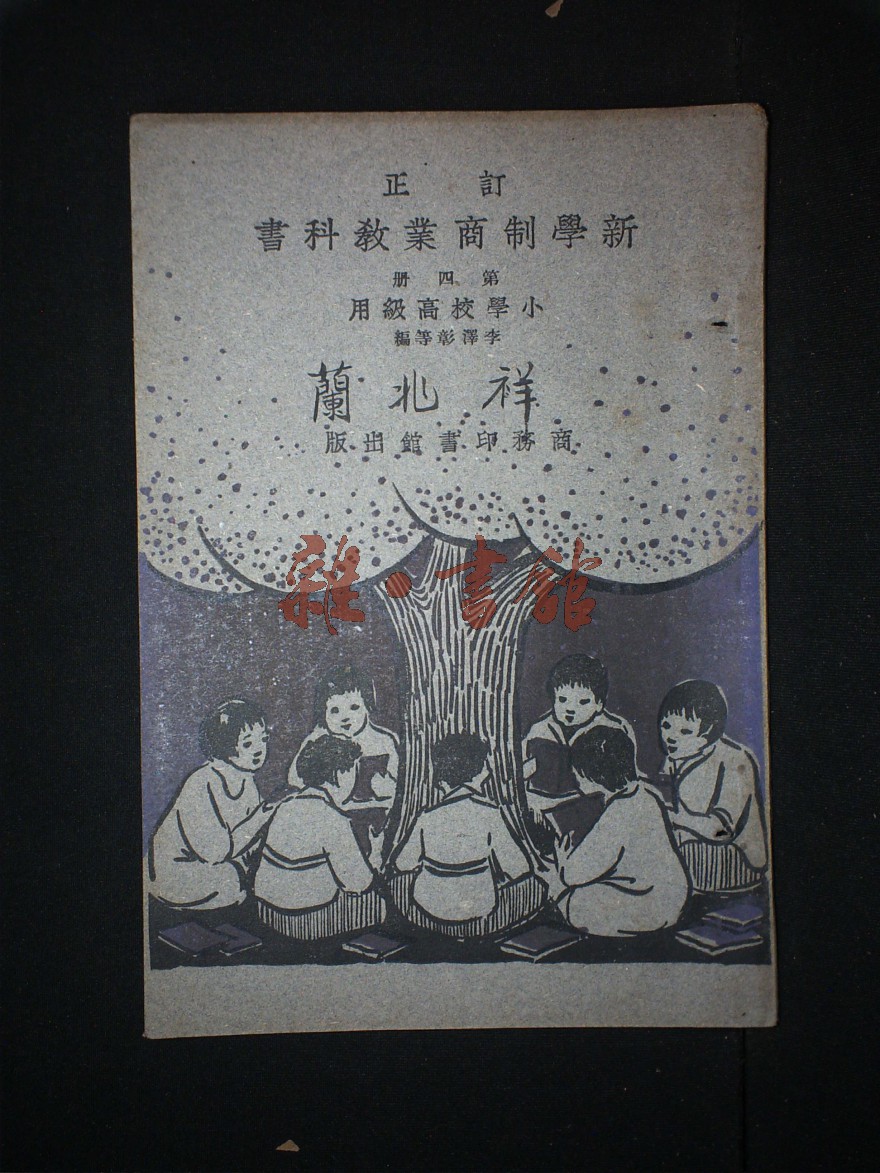 訂正
新學制商業教科書
第四册
小學校高級用
李澤彰等編
祥兆蘭
商務印書館出版
雜·書館